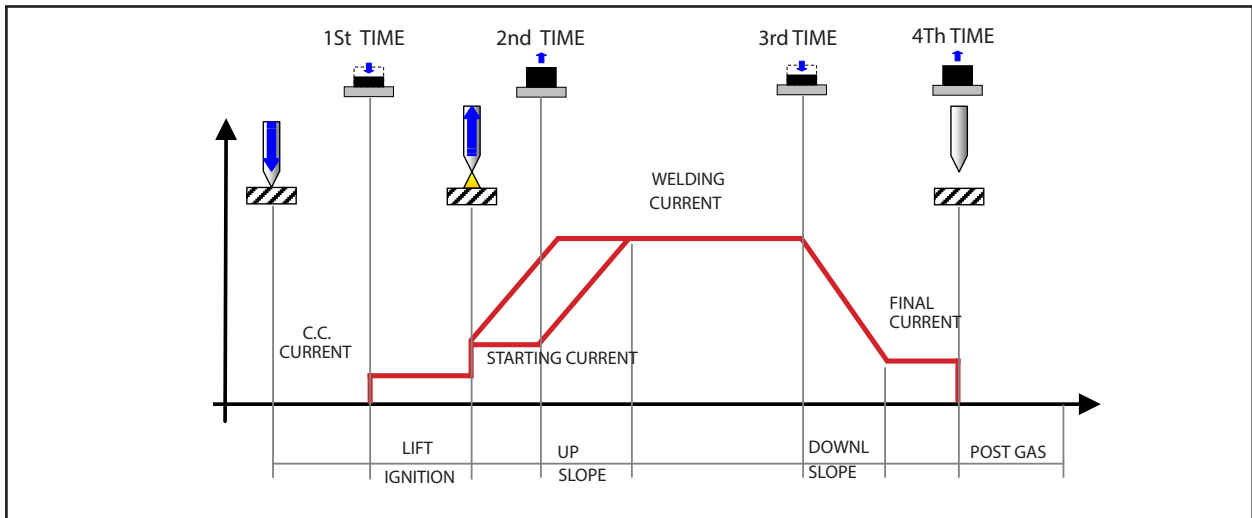 1St TIME
2nd TIME
3rd TIME
4Th TIME
WELDING
CURRENT
C.C.
CURRENT
STARTING CURRENT
FINAL
CURRENT
LIFT
IGNITION
UP
SLOPE
DOWNL
SLOPE
POST GAS